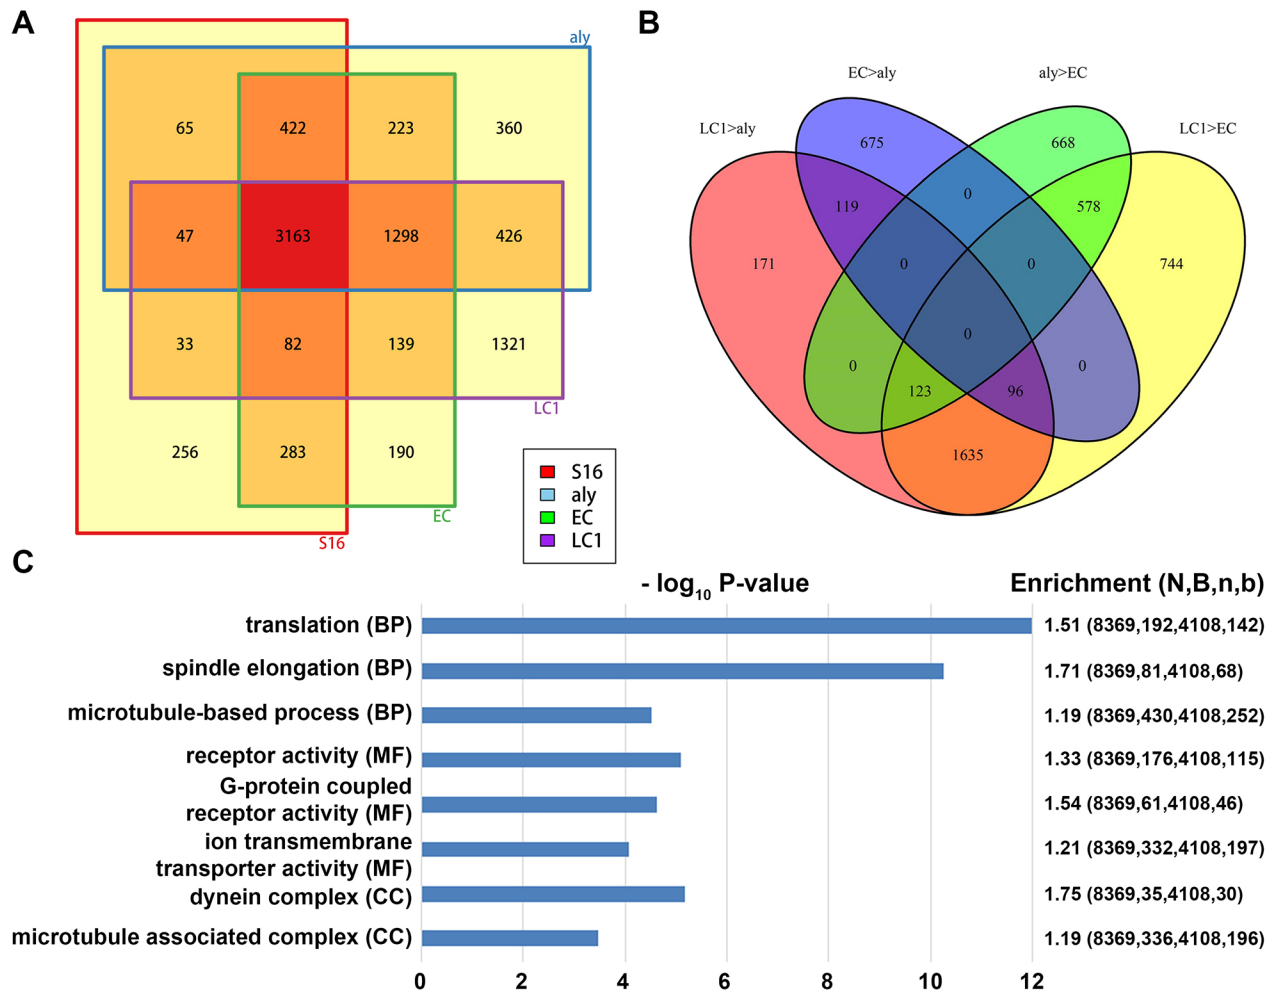 A
aly
65 422 223 360
47 3163 1298 426
33 82 139 1321
LC1
256 283 190
EC
S16
S16
aly
EC
LC1
B
EC>aly aly>EC
LC1>aly LC1>EC
675 668
0
119 578
171 0 0 744
0
0 0
123 96
1635
C
- log10 P-value Enrichment (N,B,n,b)
translation (BP) 1.51 (8369,192,4108,142)
spindle elongation (BP) 1.71 (8369,81,4108,68)
microtubule-based process (BP) 1.19 (8369,430,4108,252)
receptor activity (MF) 1.33 (8369,176,4108,115)
G-protein coupled
receptor activity (MF) 1.54 (8369,61,4108,46)
ion transmembrane
transporter activity (MF) 1.21 (8369,332,4108,197)
dynein complex (CC) 1.75 (8369,35,4108,30)
microtubule associated complex (CC) 1.19 (8369,336,4108,196)
0 2 4 6 8 10 12